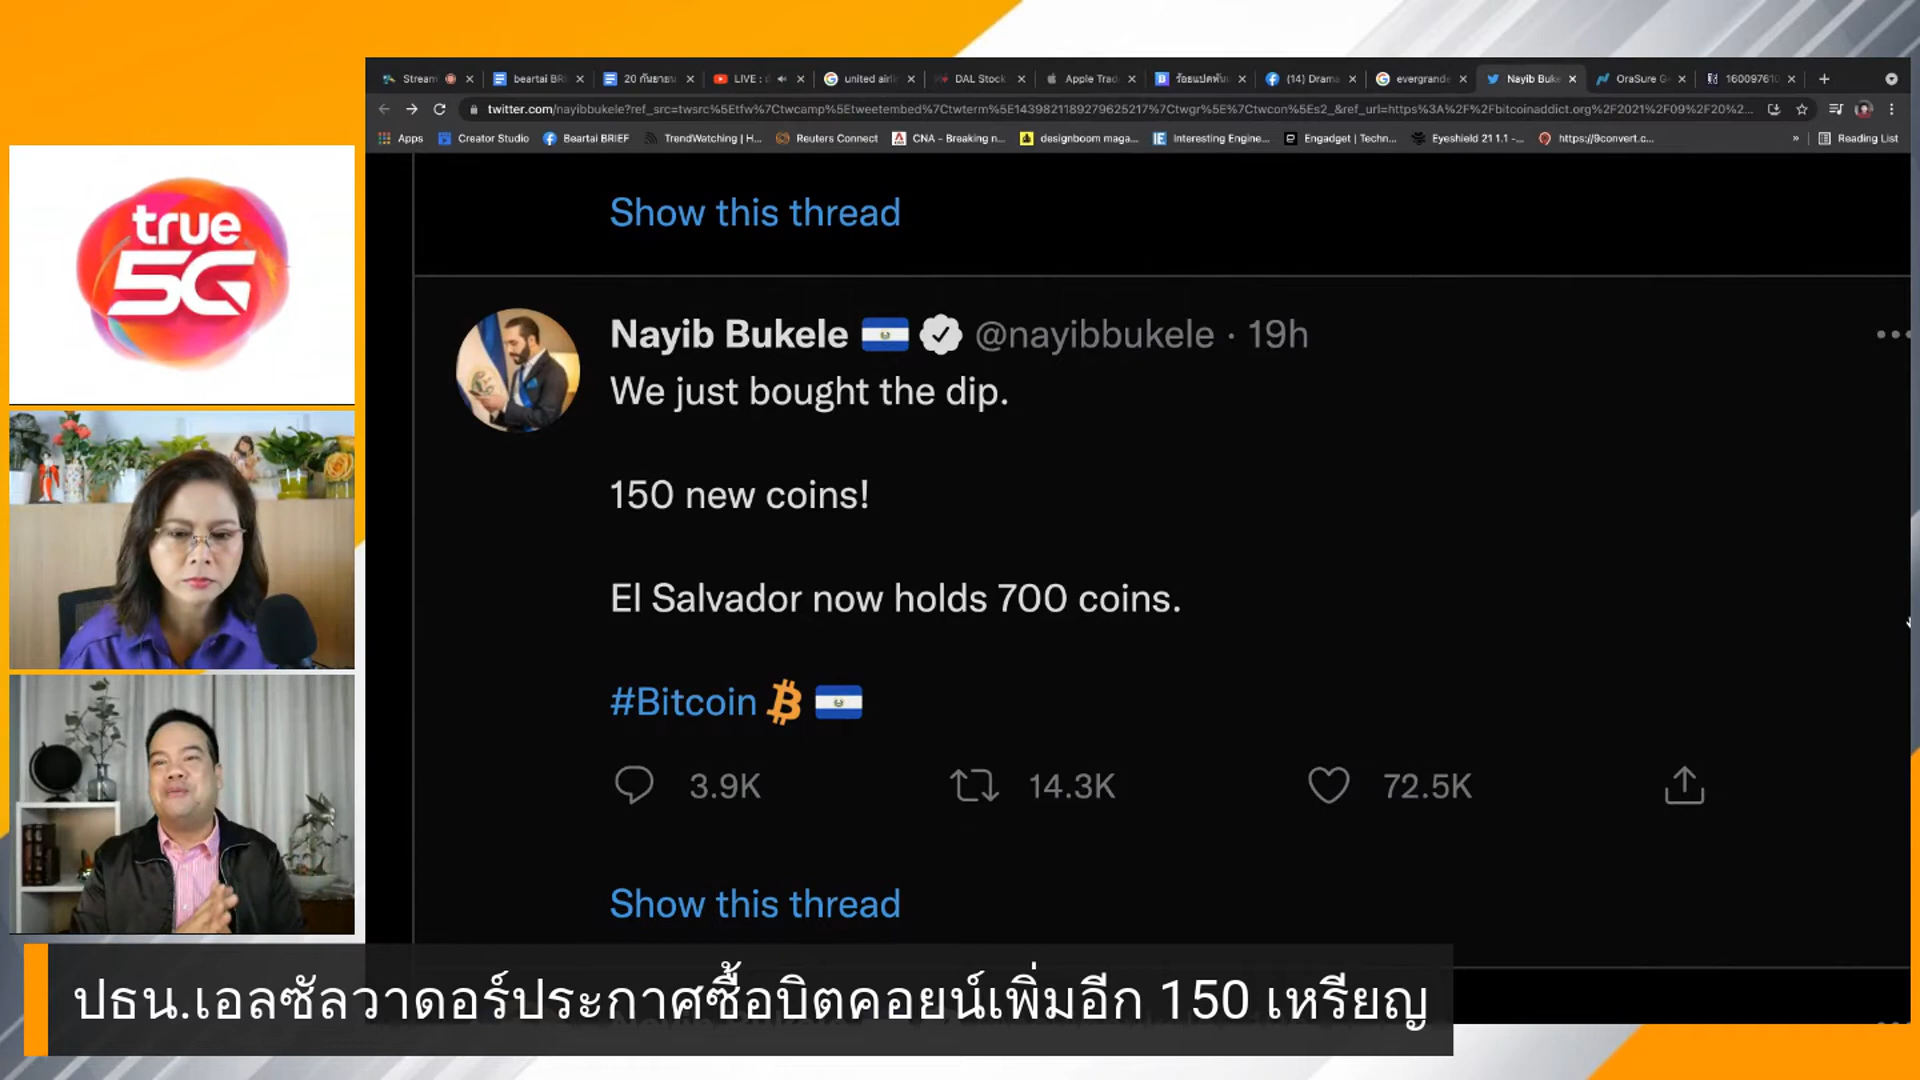 Stream
beartai BRI
20 กันยายน
LIVE :
united airli
DAL Stock
Apple Trad
ร้อยแปดพัน
(14) Drama
evergrande
Nayib Buke
OraSure G
160097610
twitter.com/nayibbukele?ref_src=twsrc%5Etfw%7Ctwcamp%5Etweetembed%7Ctwterm%5E1439821189279625217%7Ctwgr%5E%7Ctwcon%5Es2_&ref_url=https%3A%2F%2Fbitcoinaddict.org%2F2021%2F09%2F20%2...
Apps
Creator Studio
Beartai BRIEF
TrendWatching | H...
Reuters Connect
CNA - Breaking n...
designboom maga...
Interesting Engine...
Engadget | Techn...
Eyeshield 21 1.1 -...
https://9convert.c...
»
Reading List
true
5G
Show this thread
Nayib Bukele @nayibbukele · 19h
We just bought the dip.
150 new coins!
El Salvador now holds 700 coins.
#Bitcoin
3.9K
14.3K
72.5K
Show this thread
ปธน.เอลซัลวาดอร์ประกาศซื้อบิตคอยน์เพิ่มอีก 150 เหรียญ